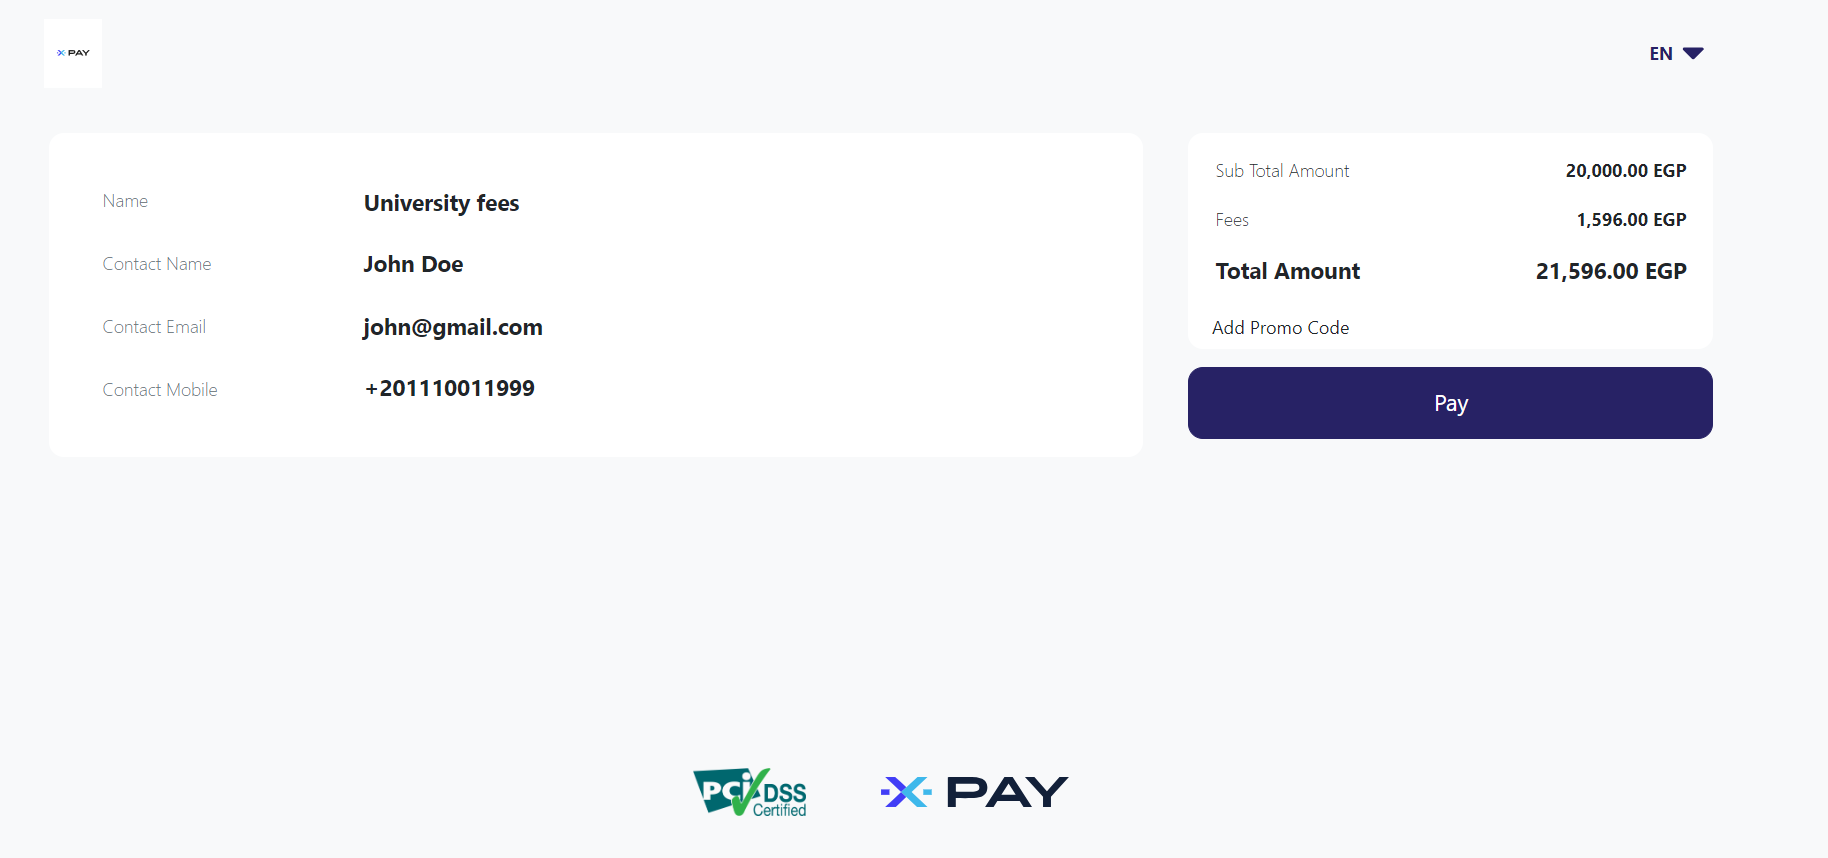 PAY
EN
Name University fees
Contact Name John Doe
Contact Email john@gmail.com
Contact Mobile +201110011999
Sub Total Amount 20,000.00 EGP
Fees 1,596.00 EGP
Total Amount 21,596.00 EGP
Add Promo Code
Pay
PCi DSS
Certified
X PAY